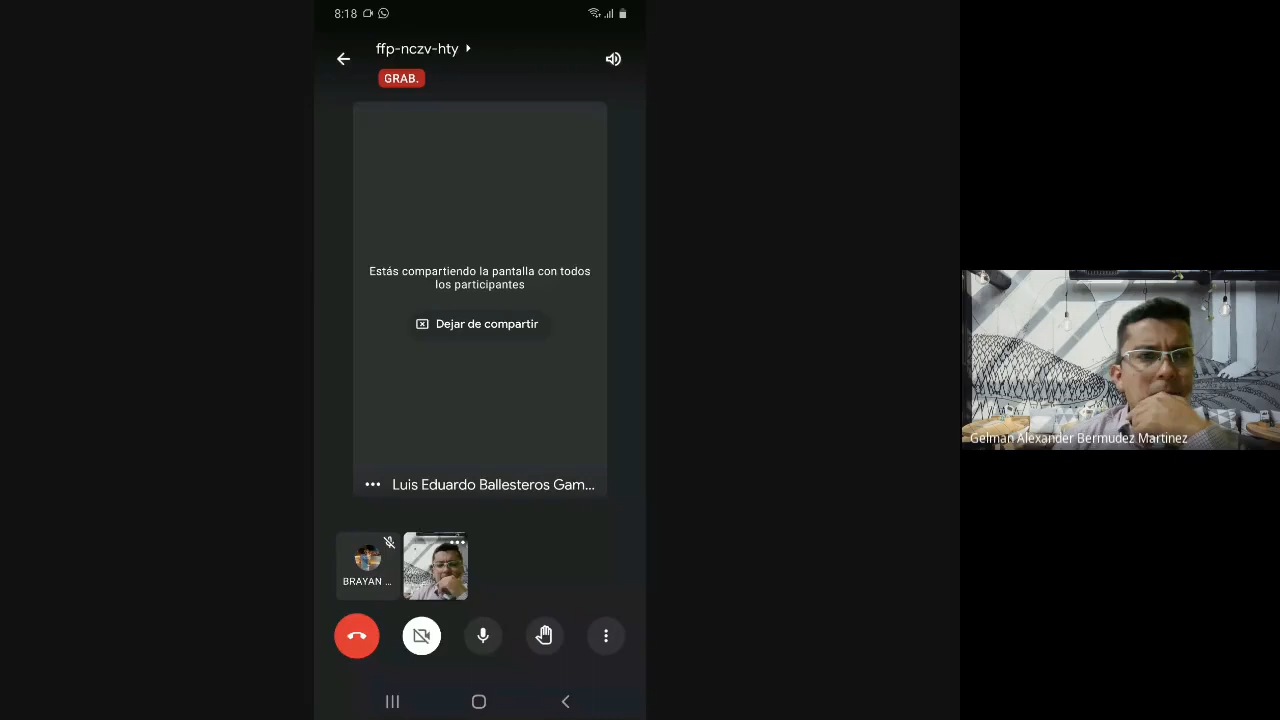 8:18
ffp-nczv-hty
GRAB.
Estás compartiendo la pantalla con todos
los participantes
Dejar de compartir
Luis Eduardo Ballesteros Gam...
BRAYAN ...
Gelman Alexander Bermudez Martinez